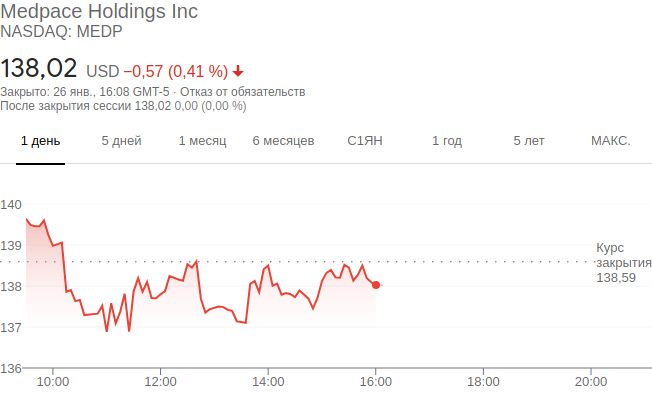 Medpace Holdings Inc
NASDAQ: MEDP
138,02 USD −0,57 (0,41 %)
Закрыто: 26 янв., 16:08 GMT-5 · Отказ от обязательств
После закрытия сессии 138,02 0,00 (0,00 %)
1 день 5 дней 1 месяц 6 месяцев С1ЯН 1 год 5 лет МАКС.
140
139
Курс
закрытия
138,59
138
137
136
10:00 12:00 14:00 16:00 18:00 20:00